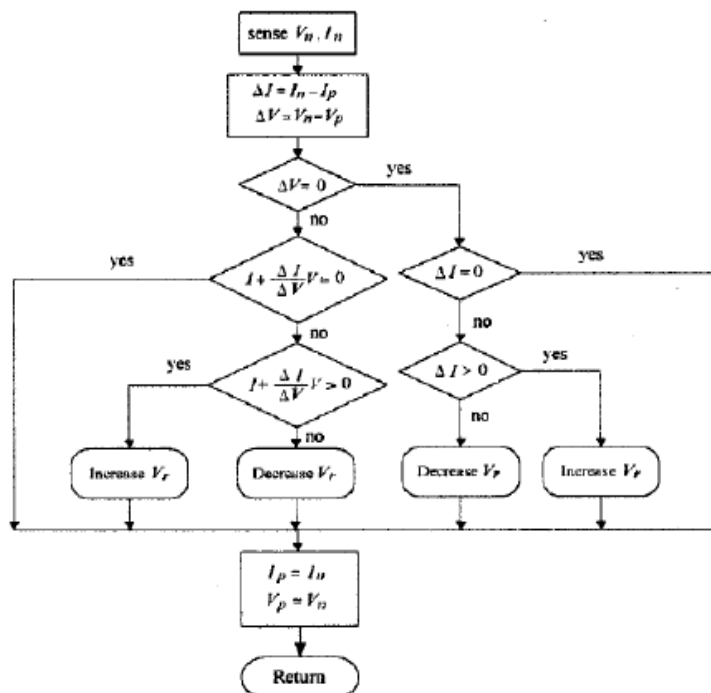 sense Vn, In
ΔI = In − Ip
ΔV = Vn − Vp
ΔV = 0
yes
no
yes
I + ΔI/ΔV V = 0
ΔI = 0
yes
no
no
yes
I + ΔI/ΔV V > 0
ΔI > 0
yes
no
no
Increase Vr
Decrease Vr
Decrease Vr
Increase Vr
Ip = In
Vp = Vn
Return